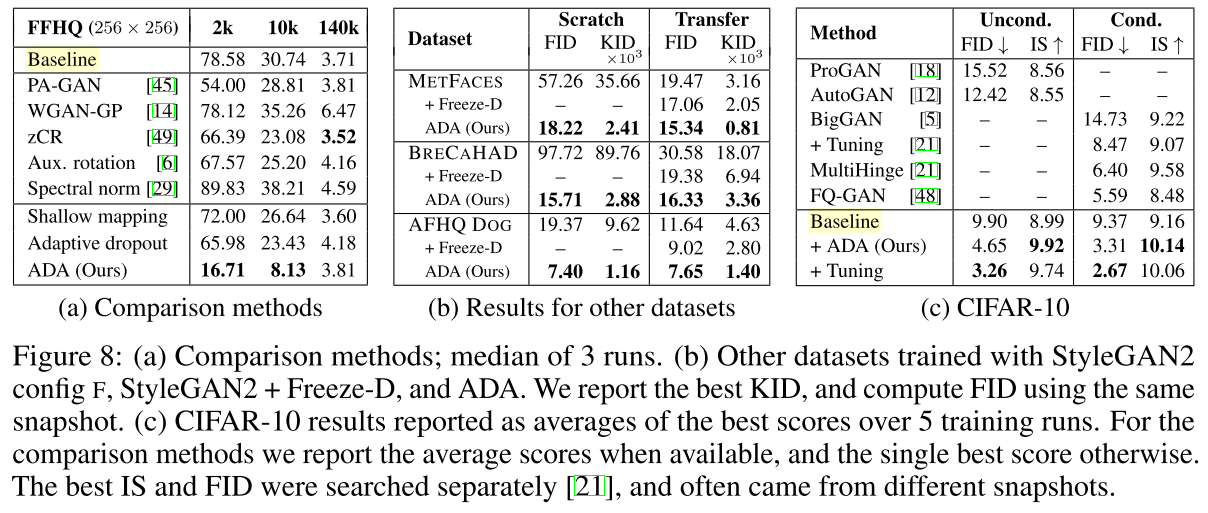 FFHQ (256 × 256) 2k 10k 140k
Baseline 78.58 30.74 3.71
PA-GAN [45] 54.00 28.81 3.81
WGAN-GP [14] 78.12 35.26 6.47
zCR [49] 66.39 23.08 3.52
Aux. rotation [6] 67.57 25.20 4.16
Spectral norm [29] 89.83 38.21 4.59
Shallow mapping 72.00 26.64 3.60
Adaptive dropout 65.98 23.43 4.18
ADA (Ours) 16.71 8.13 3.81
(a) Comparison methods
Scratch Transfer
Dataset FID KID FID KID
×10³ ×10³
METFACES 57.26 35.66 19.47 3.16
+ Freeze-D – – 17.06 2.05
ADA (Ours) 18.22 2.41 15.34 0.81
BRECAHAD 97.72 89.76 30.58 18.07
+ Freeze-D – – 19.38 6.94
ADA (Ours) 15.71 2.88 16.33 3.36
AFHQ DOG 19.37 9.62 11.64 4.63
+ Freeze-D – – 9.02 2.80
ADA (Ours) 7.40 1.16 7.65 1.40
(b) Results for other datasets
Uncond. Cond.
Method FID ↓ IS ↑ FID ↓ IS ↑
ProGAN [18] 15.52 8.56 – –
AutoGAN [12] 12.42 8.55 – –
BigGAN [5] – – 14.73 9.22
+ Tuning [21] – – 8.47 9.07
MultiHinge [21] – – 6.40 9.58
FQ-GAN [48] – – 5.59 8.48
Baseline 9.90 8.99 9.37 9.16
+ ADA (Ours) 4.65 9.92 3.31 10.14
+ Tuning 3.26 9.74 2.67 10.06
(c) CIFAR-10
Figure 8: (a) Comparison methods; median of 3 runs. (b) Other datasets trained with StyleGAN2
config F, StyleGAN2 + Freeze-D, and ADA. We report the best KID, and compute FID using the same
snapshot. (c) CIFAR-10 results reported as averages of the best scores over 5 training runs. For the
comparison methods we report the average scores when available, and the single best score otherwise.
The best IS and FID were searched separately [21], and often came from different snapshots.